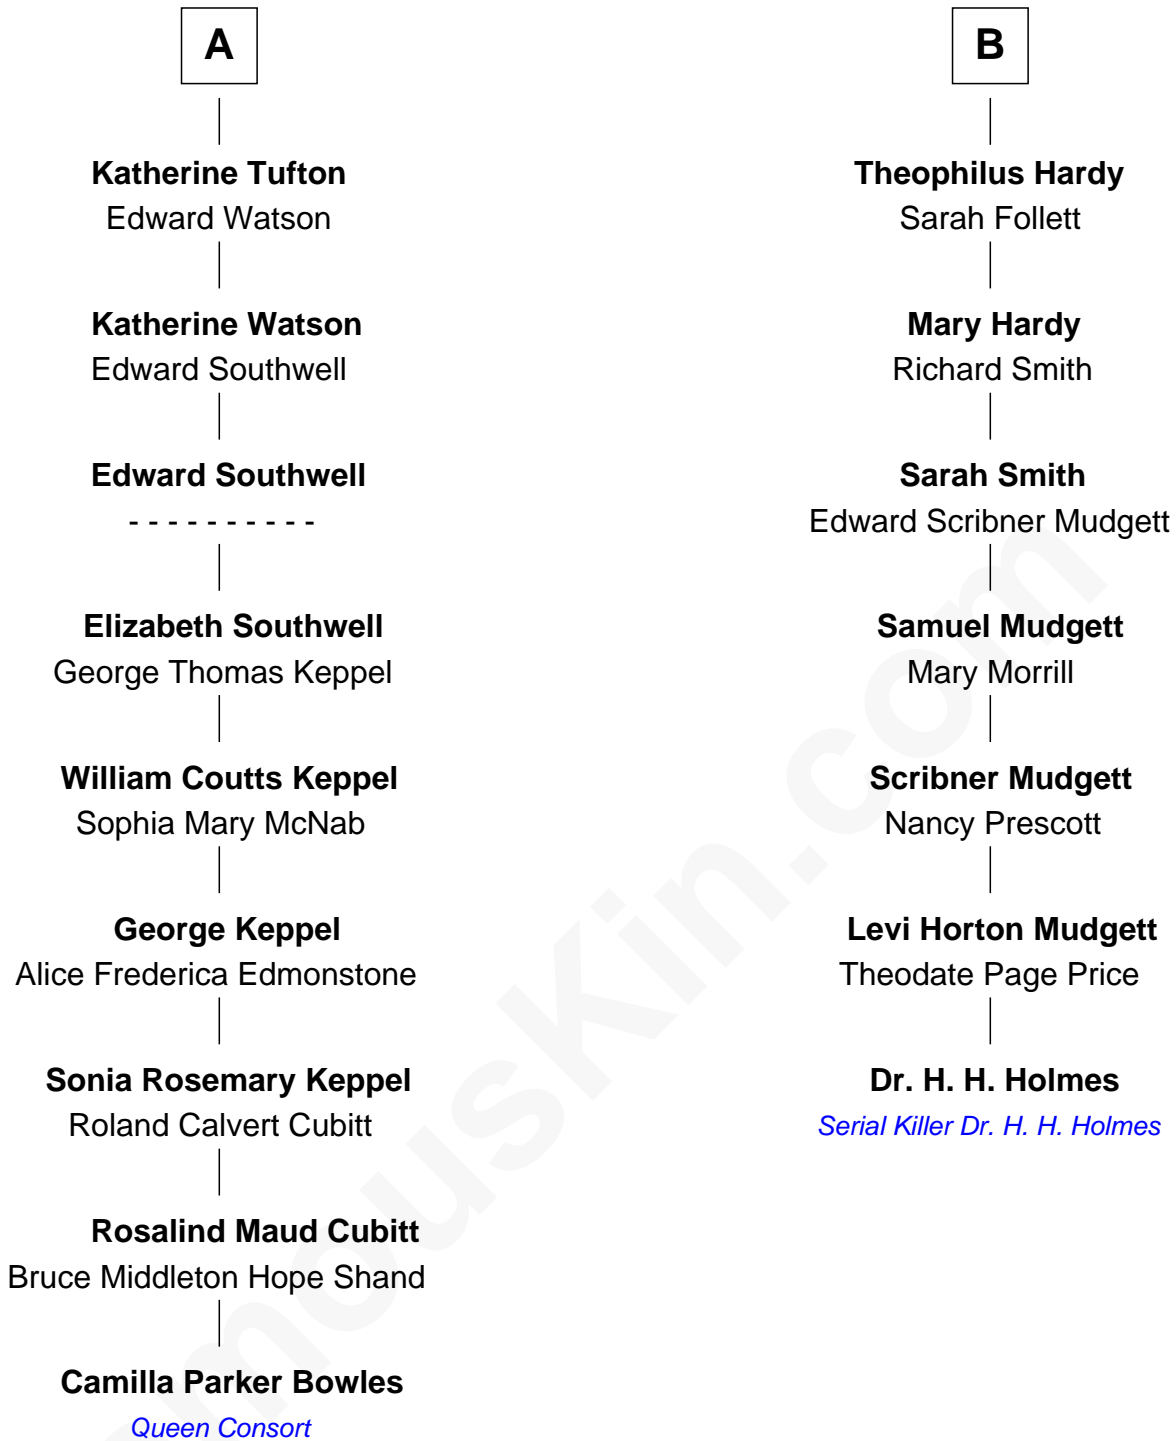 A
Katherine Tufton
Edward Watson
Katherine Watson
Edward Southwell
Edward Southwell
- - - - - - - - - -
Elizabeth Southwell
George Thomas Keppel
William Coutts Keppel
Sophia Mary McNab
George Keppel
Alice Frederica Edmonstone
Sonia Rosemary Keppel
Roland Calvert Cubitt
Rosalind Maud Cubitt
Bruce Middleton Hope Shand
Camilla Parker Bowles
Queen Consort
B
Theophilus Hardy
Sarah Follett
Mary Hardy
Richard Smith
Sarah Smith
Edward Scribner Mudgett
Samuel Mudgett
Mary Morrill
Scribner Mudgett
Nancy Prescott
Levi Horton Mudgett
Theodate Page Price
Dr. H. H. Holmes
Serial Killer Dr. H. H. Holmes
mousKin.com